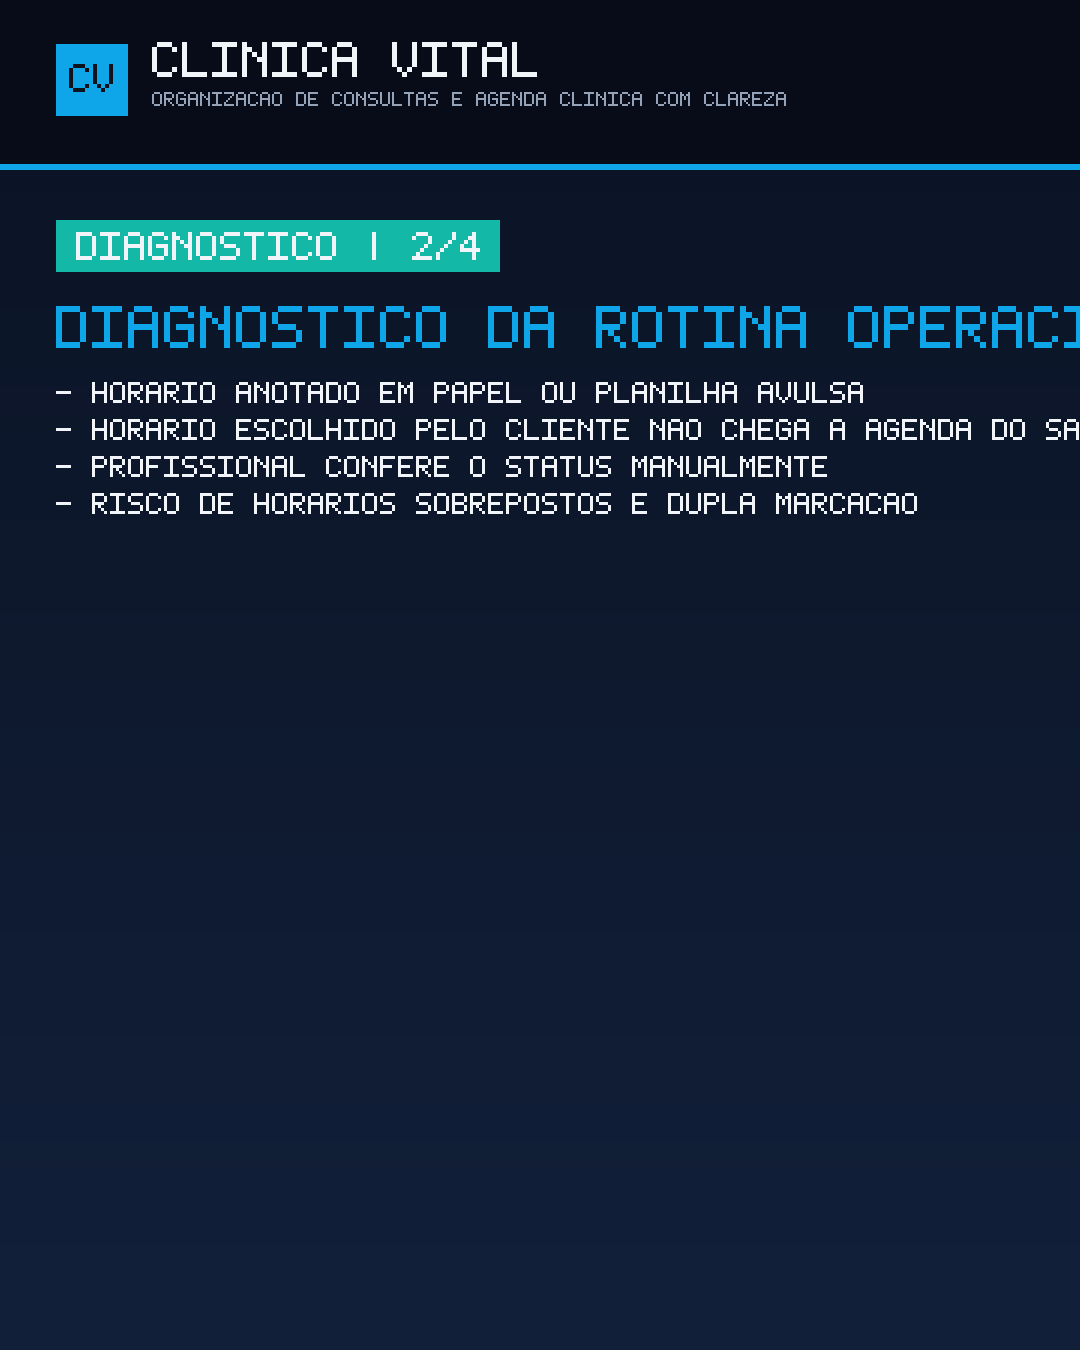 CV
CLINICA VITAL
ORGANIZACAO DE CONSULTAS E AGENDA CLINICA COM CLAREZA
DIAGNOSTICO | 2/4
DIAGNOSTICO DA ROTINA OPERACI
- HORARIO ANOTADO EM PAPEL OU PLANILHA AVULSA
- HORARIO ESCOLHIDO PELO CLIENTE NAO CHEGA A AGENDA DO SA
- PROFISSIONAL CONFERE O STATUS MANUALMENTE
- RISCO DE HORARIOS SOBREPOSTOS E DUPLA MARCACAO